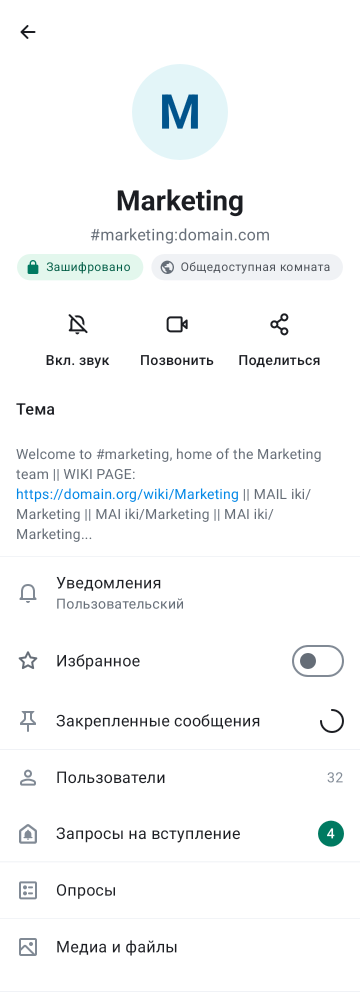 M
Marketing
#marketing:domain.com
Зашифровано Общедоступная комната
Вкл. звук Позвонить Поделиться
Тема
Welcome to #marketing, home of the Marketing
team || WIKI PAGE:
https://domain.org/wiki/Marketing || MAIL iki/
Marketing || MAI iki/Marketing || MAI iki/
Marketing...
Уведомления
Пользовательский
Избранное
Закрепленные сообщения
Пользователи 32
Запросы на вступление 4
Опросы
Медиа и файлы